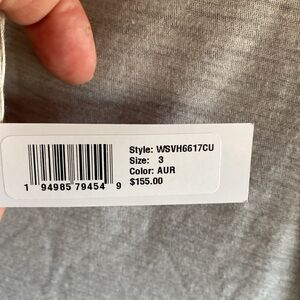 Style: WSVH6617CU
Size: 3
Color: AUR
$155.00
1 94985 79454 9